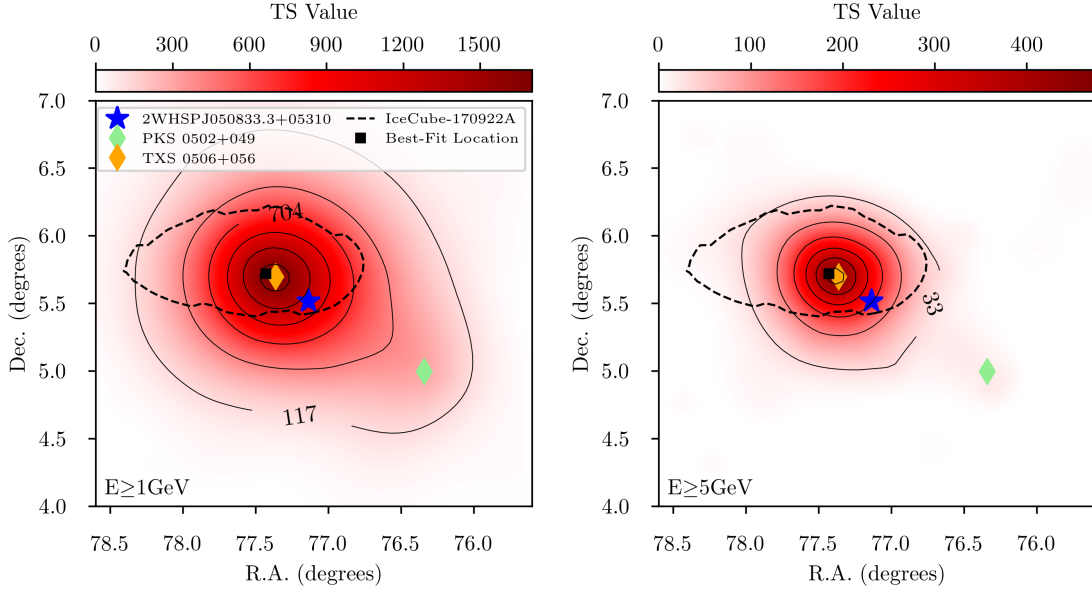 TS Value
0 300 600 900 1200 1500
7.0
6.5
6.0
5.5
5.0
4.5
4.0
Dec. (degrees)
2WHSPJ050833.3+05310
PKS 0502+049
TXS 0506+056
IceCube-170922A
Best-Fit Location
704
117
E≥1GeV
78.5 78.0 77.5 77.0 76.5 76.0
R.A. (degrees)
TS Value
0 100 200 300 400
7.0
6.5
6.0
5.5
5.0
4.5
4.0
Dec. (degrees)
33
E≥5GeV
78.5 78.0 77.5 77.0 76.5 76.0
R.A. (degrees)